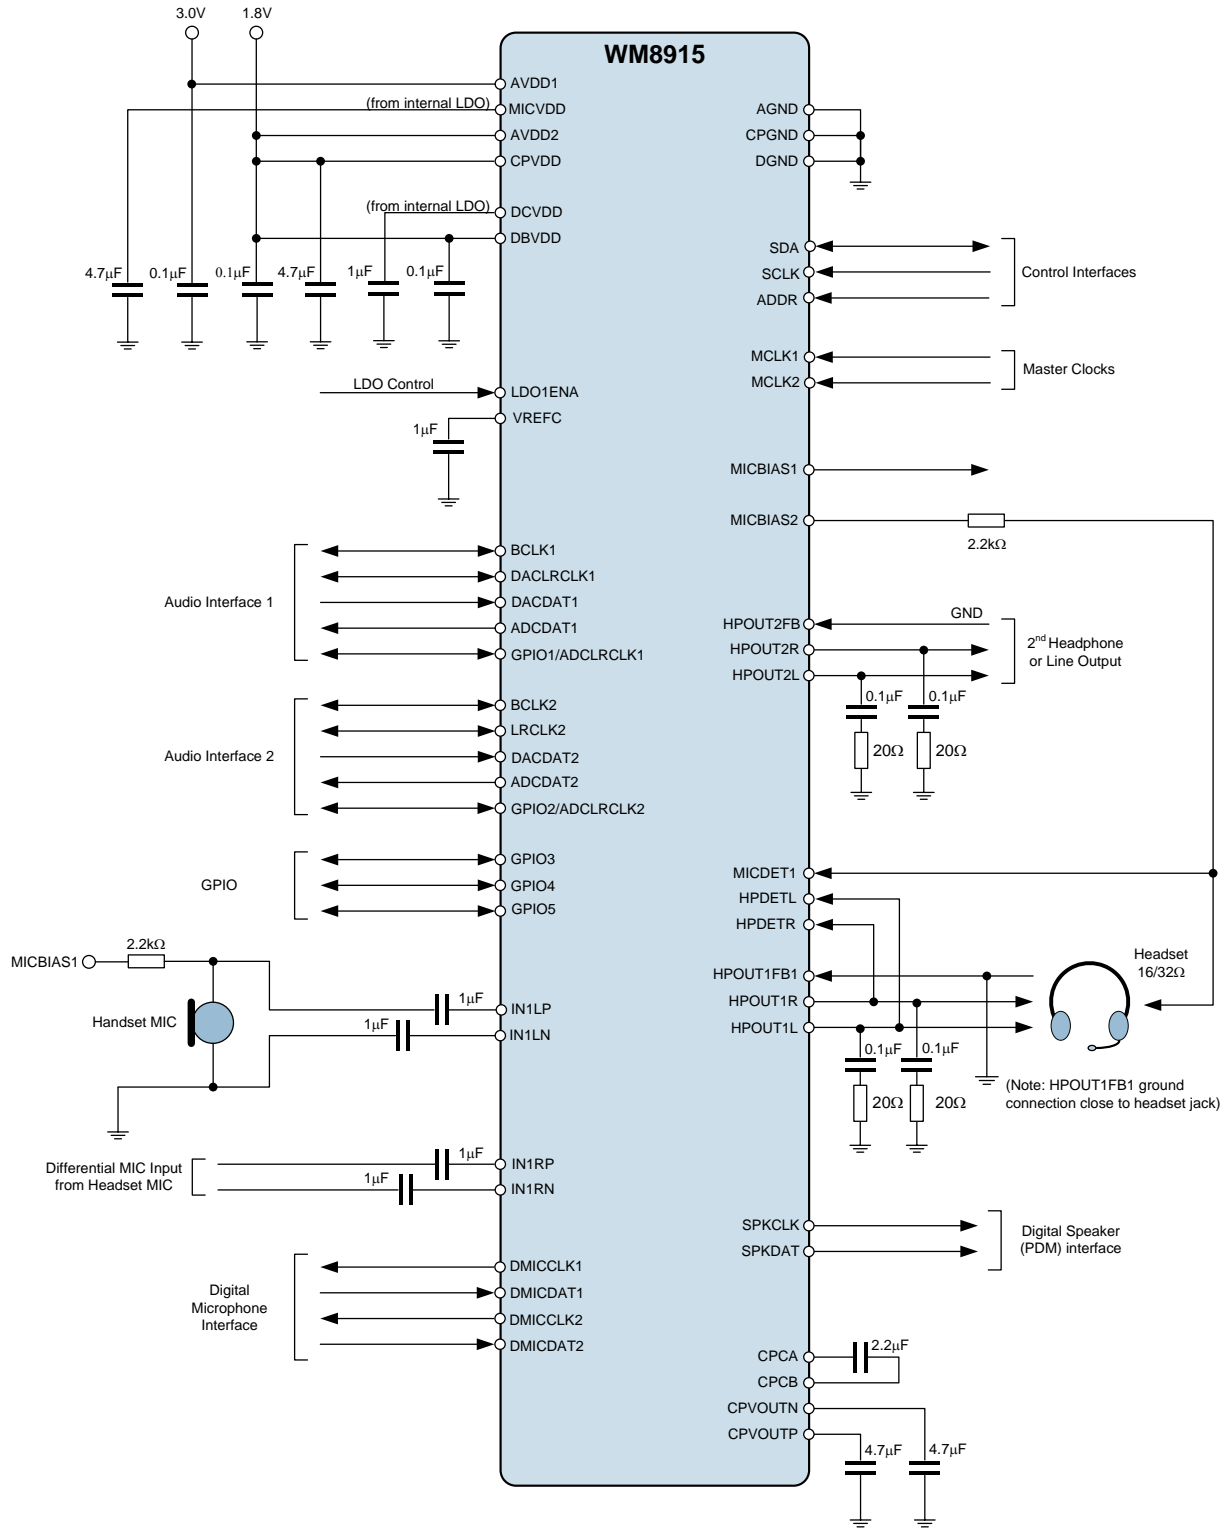 3.0V
1.8V
WM8915
AVDD1
(from internal LDO)
MICVDD
AVDD2
CPVDD
(from internal LDO)
DCVDD
DBVDD
4.7μF
0.1μF
0.1μF
4.7μF
1μF
0.1μF
LDO Control
LDO1ENA
VREFC
1μF
Audio Interface 1
BCLK1
DACLRCLK1
DACDAT1
ADCDAT1
GPIO1/ADCLRCLK1
Audio Interface 2
BCLK2
LRCLK2
DACDAT2
ADCDAT2
GPIO2/ADCLRCLK2
GPIO
GPIO3
GPIO4
GPIO5
MICBIAS1
2.2kΩ
Handset MIC
1μF
IN1LP
1μF
IN1LN
Differential MIC Input
from Headset MIC
1μF
IN1RP
1μF
IN1RN
Digital
Microphone
Interface
DMICCLK1
DMICDAT1
DMICCLK2
DMICDAT2
AGND
CPGND
DGND
SDA
SCLK
ADDR
Control Interfaces
MCLK1
MCLK2
Master Clocks
MICBIAS1
MICBIAS2
2.2kΩ
HPOUT2FB
GND
HPOUT2R
HPOUT2L
2nd Headphone
or Line Output
0.1μF
0.1μF
20Ω
20Ω
MICDET1
HPDETL
HPDETR
HPOUT1FB1
HPOUT1R
HPOUT1L
Headset
16/32Ω
0.1μF
0.1μF
20Ω
20Ω
(Note: HPOUT1FB1 ground
connection close to headset jack)
SPKCLK
SPKDAT
Digital Speaker
(PDM) interface
CPCA
2.2μF
CPCB
CPVOUTN
CPVOUTP
4.7μF
4.7μF